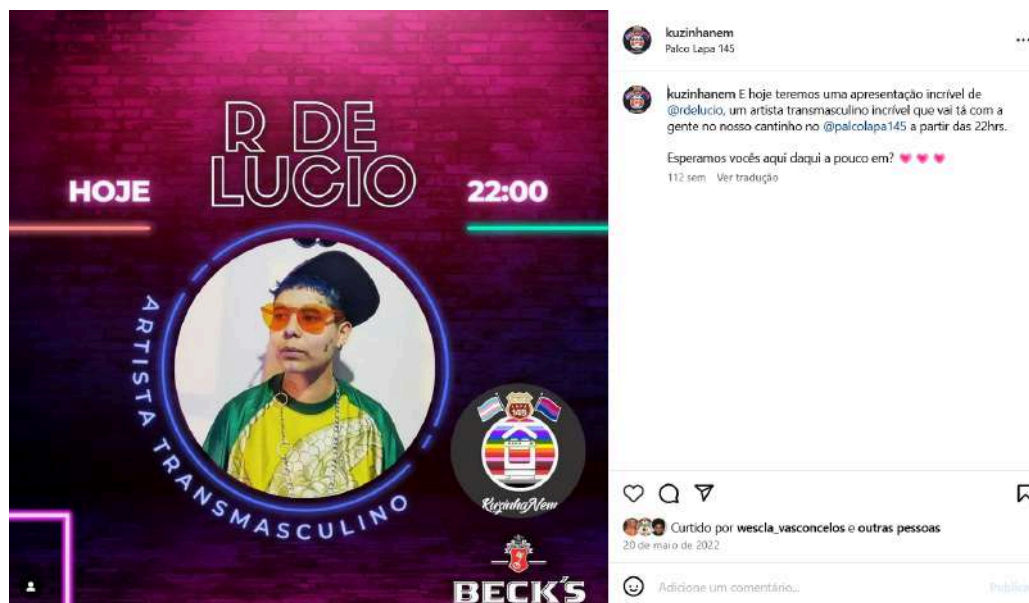 R DE
LUCIO
HOJE
22:00
ARTISTA TRANSMASCULINO
LAPA
145
KuzinhaNem
BECK'S
kuzinhanem
Palco Lapa 145
kuzinhanem E hoje teremos uma apresentação incrível de
@rdelucio, um artista transmasculino incrível que vai tá com a
gente no nosso cantinho no @palcolapa145 a partir das 22hrs.
Esperamos vocês aqui daqui a pouco em?
112 sem Ver tradução
Curtido por wescla_vasconcelos e outras pessoas
20 de maio de 2022
Adicione um comentário...
Publicar